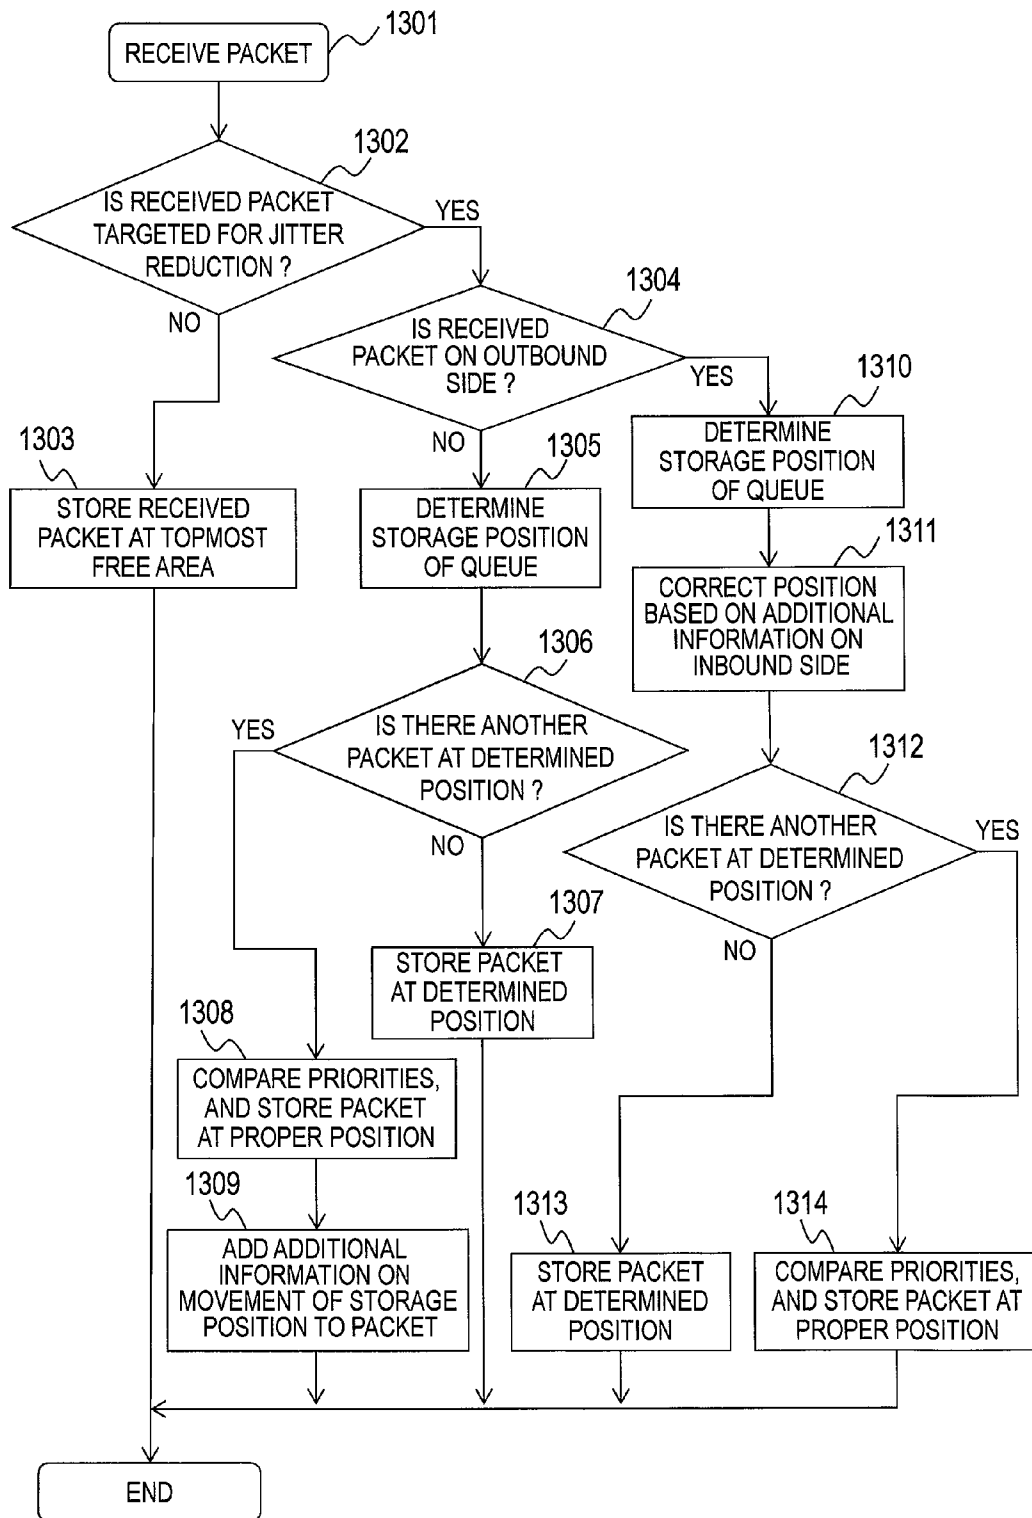 1301
RECEIVE PACKET
1302
IS RECEIVED PACKET
TARGETED FOR JITTER
REDUCTION ?
YES
NO
1304
IS RECEIVED
PACKET ON OUTBOUND
SIDE ?
YES
NO
1303
STORE RECEIVED
PACKET AT TOPMOST
FREE AREA
1305
DETERMINE
STORAGE POSITION
OF QUEUE
1310
DETERMINE
STORAGE POSITION
OF QUEUE
1311
CORRECT POSITION
BASED ON ADDITIONAL
INFORMATION ON
INBOUND SIDE
1306
IS THERE ANOTHER
PACKET AT DETERMINED
POSITION ?
YES
NO
1312
IS THERE ANOTHER
PACKET AT DETERMINED
POSITION ?
YES
NO
1307
STORE PACKET
AT DETERMINED
POSITION
1308
COMPARE PRIORITIES,
AND STORE PACKET
AT PROPER POSITION
1309
ADD ADDITIONAL
INFORMATION ON
MOVEMENT OF STORAGE
POSITION TO PACKET
1313
STORE PACKET
AT DETERMINED
POSITION
1314
COMPARE PRIORITIES,
AND STORE PACKET AT
PROPER POSITION
END